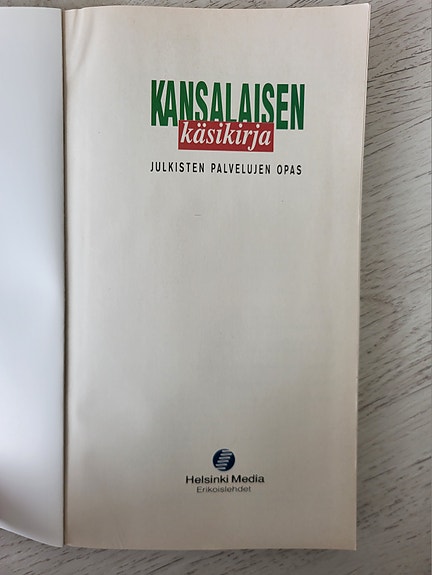 KANSALAISEN
käsikirja
JULKISTEN PALVELUJEN OPAS
Helsinki Media
Erikoislehdet